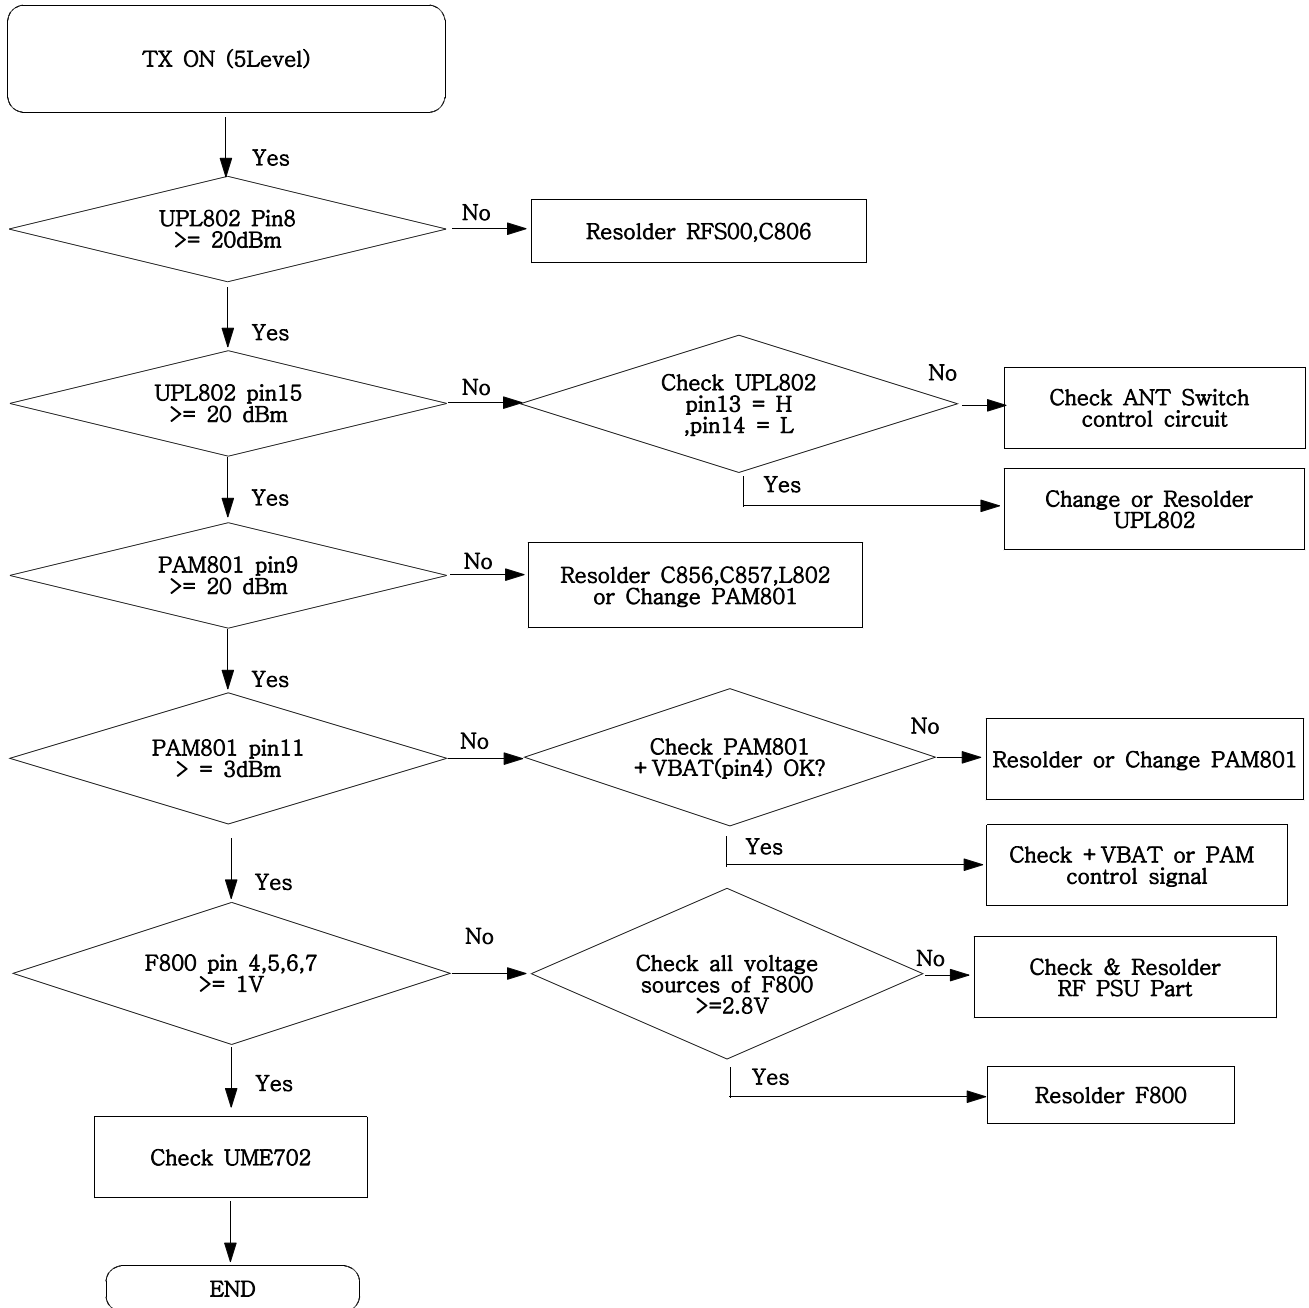 TX ON (5Level)
Yes
UPL802 Pin8
>= 20dBm
No
Resolder RFS00,C806
Yes
UPL802 pin15
>= 20 dBm
No
Check UPL802
pin13 = H
,pin14 = L
No
Check ANT Switch
control circuit
Yes
Change or Resolder
UPL802
Yes
PAM801 pin9
>= 20 dBm
No
Resolder C856,C857,L802
or Change PAM801
Yes
PAM801 pin11
> = 3dBm
No
Check PAM801
+VBAT(pin4) OK?
No
Resolder or Change PAM801
Yes
Check +VBAT or PAM
control signal
Yes
F800 pin 4,5,6,7
>= 1V
No
Check all voltage
sources of F800
>=2.8V
No
Check & Resolder
RF PSU Part
Yes
Resolder F800
Yes
Check UME702
END